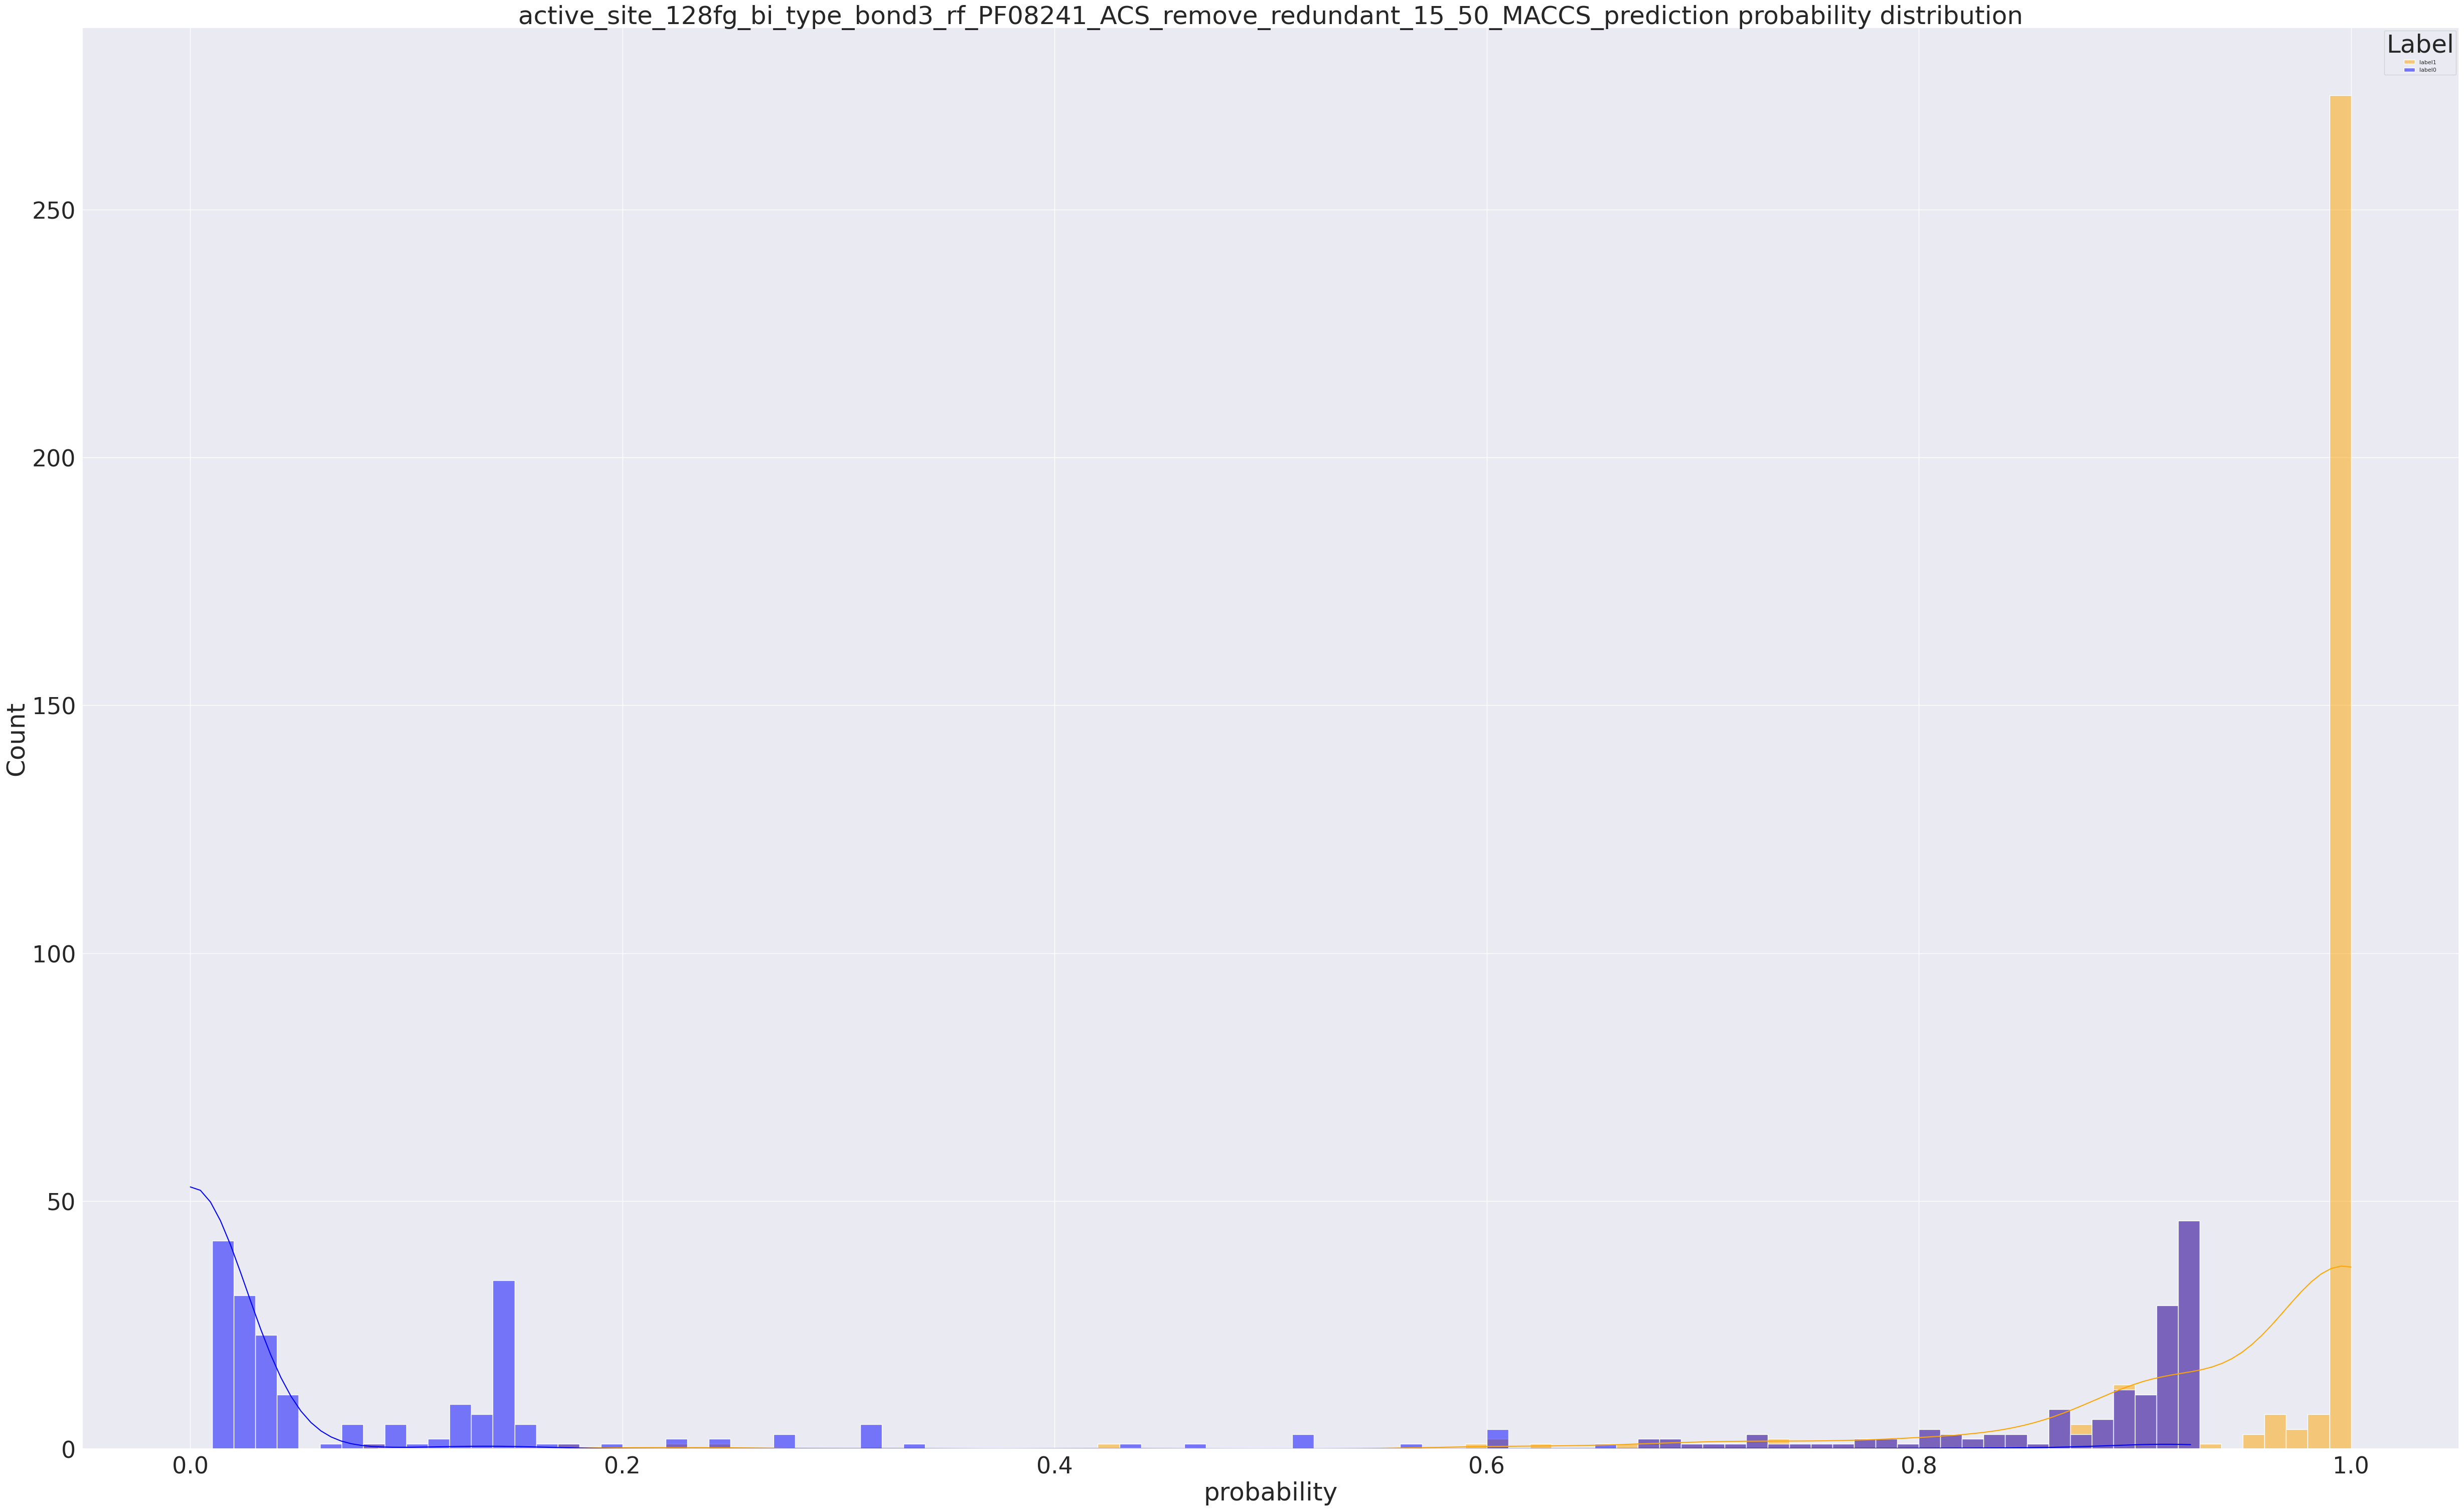 active_site_128fg_bi_type_bond3_rf_PF08241_ACS_remove_redundant_15_50_MACCS_prediction probability distribution
Label
label1
label0
250
200
150
100
50
0
Count
0.0 0.2 0.4 0.6 0.8 1.0
probability